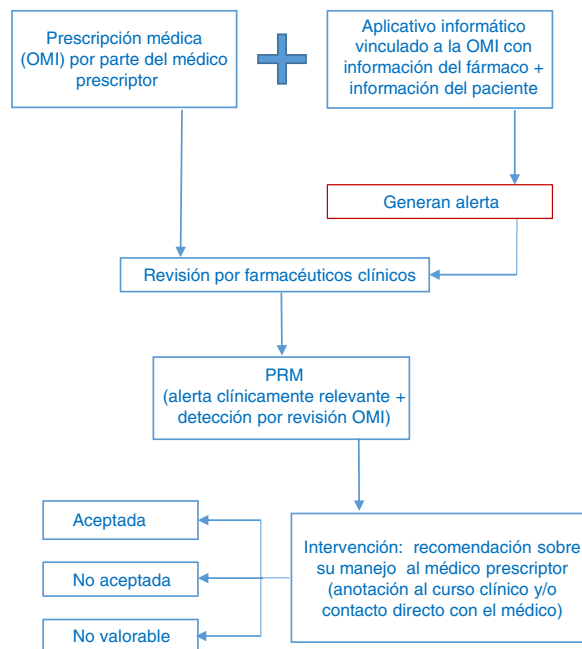 Prescripción médica
(OMI) por parte del médico
prescriptor
Aplicativo informático
vinculado a la OMI con
información del fármaco +
información del paciente
Generan alerta
Revisión por farmacéuticos clínicos
PRM
(alerta clínicamente relevante +
detección por revisión OMI)
Intervención: recomendación sobre
su manejo al médico prescriptor
(anotación al curso clínico y/o
contacto directo con el médico)
Aceptada
No aceptada
No valorable